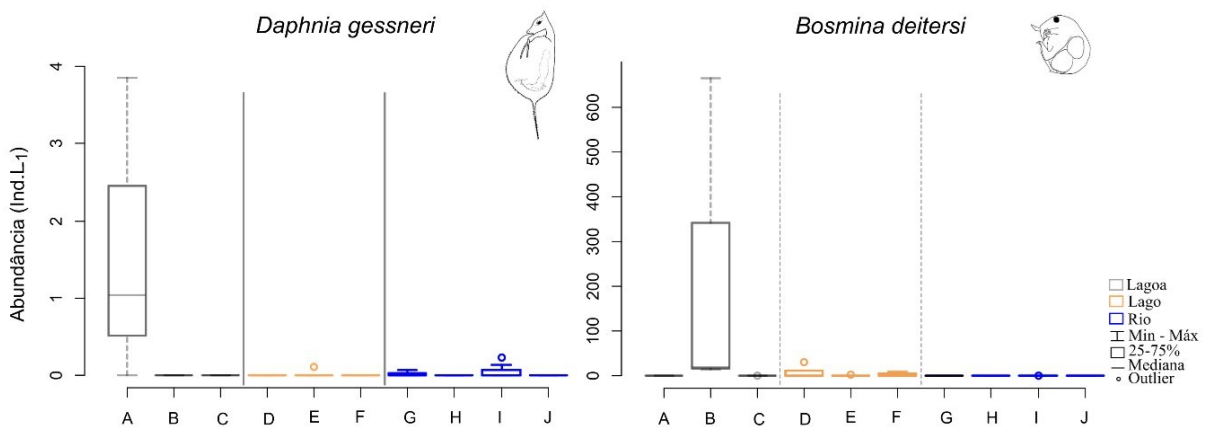 Daphnia gessneri
Bosmina deitersi
Abundância (Ind.L1)
4
3
2
1
0
A B C D E F G H I J
600
500
400
300
200
100
0
A B C D E F G H I J
Lagoa
Lago
Rio
Min - Máx
25-75%
Mediana
Outlier